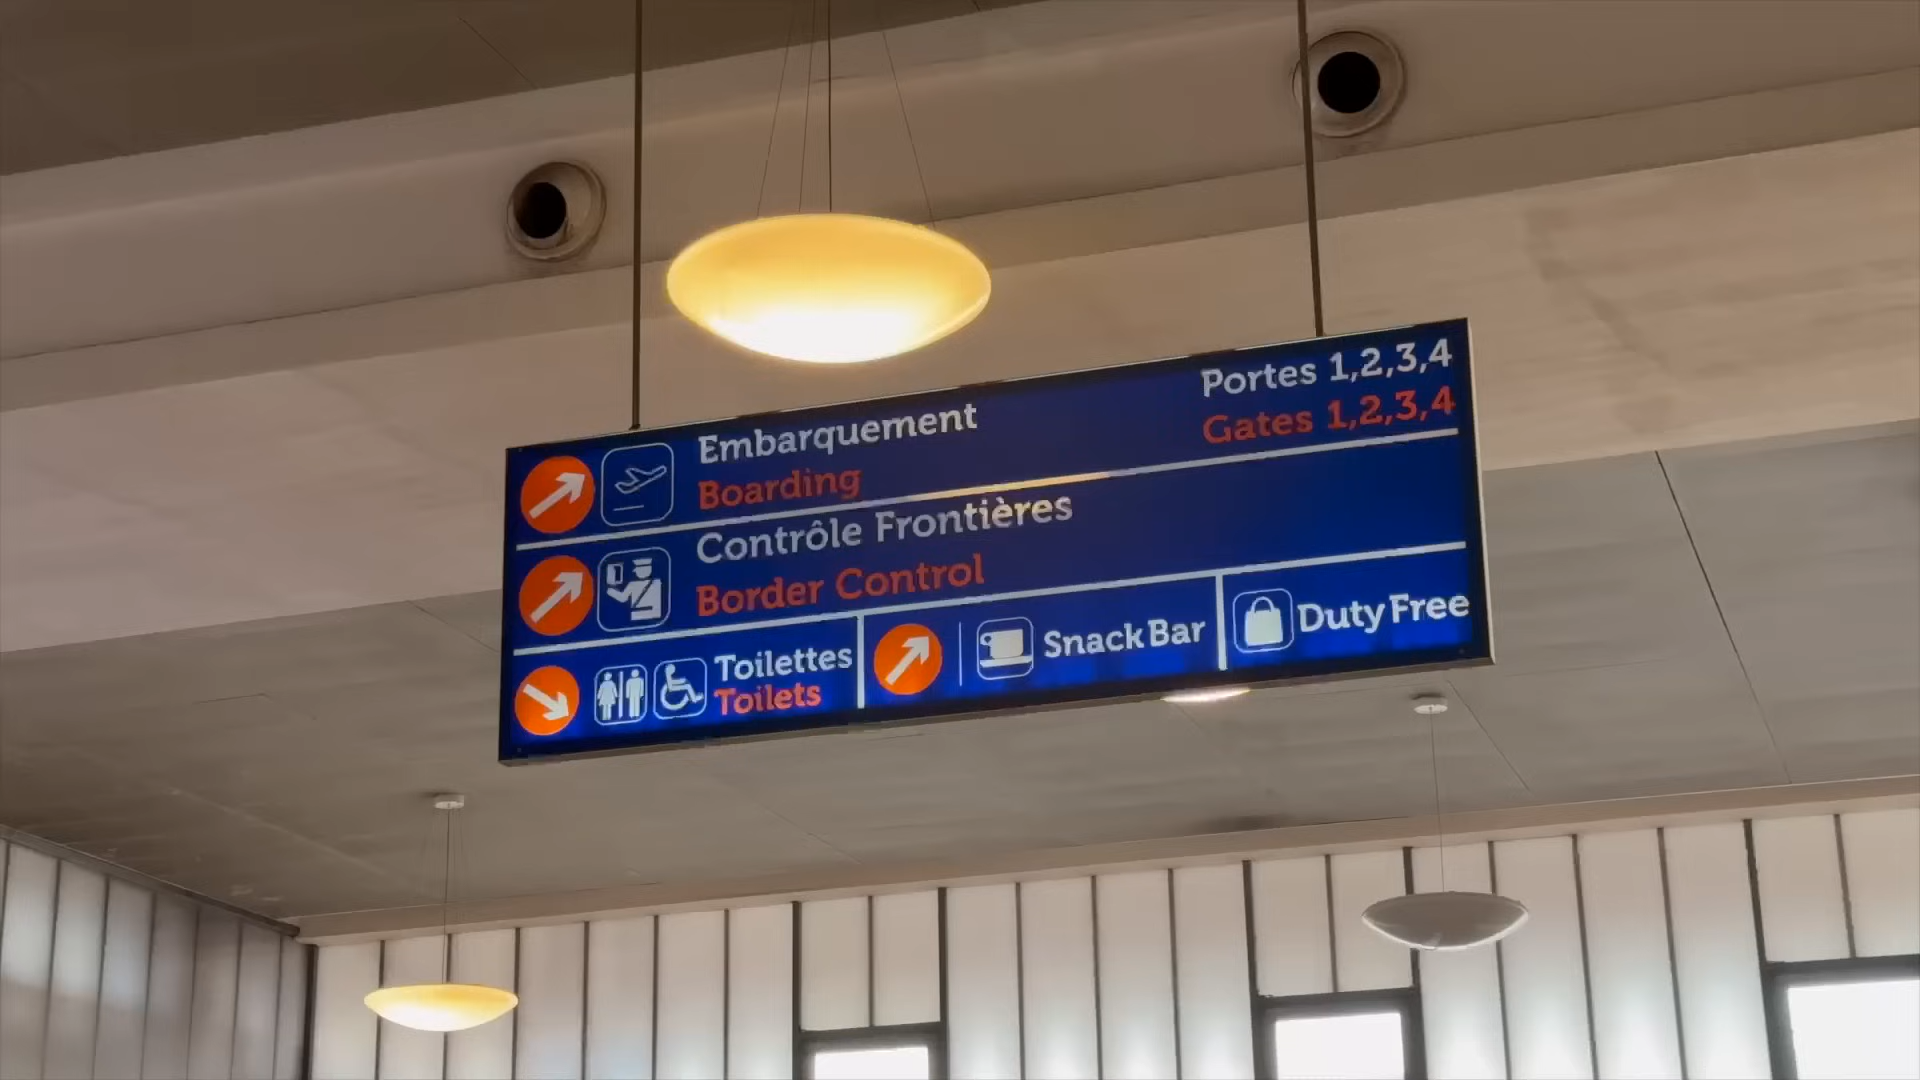 Embarquement
Boarding
Portes 1,2,3,4
Gates 1,2,3,4
Contrôle Frontières
Border Control
Toilettes
Toilets
Snack Bar
Duty Free